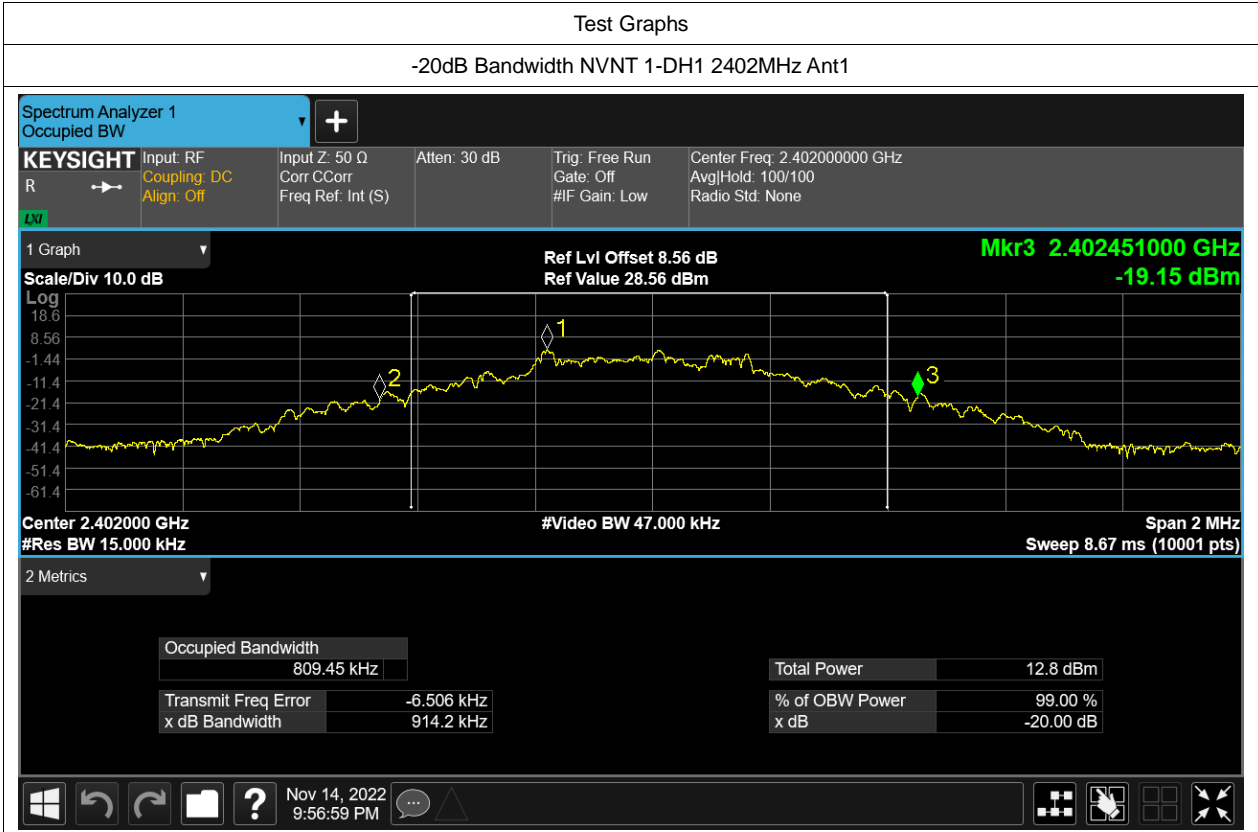 Test Graphs
-20dB Bandwidth NVNT 1-DH1 2402MHz Ant1
Spectrum Analyzer 1
Occupied BW
KEYSIGHT
R
LXI
Input: RF
Coupling: DC
Align: Off
Input Z: 50 Ω
Corr CCorr
Freq Ref: Int (S)
Atten: 30 dB
Trig: Free Run
Gate: Off
#IF Gain: Low
Center Freq: 2.402000000 GHz
Avg|Hold: 100/100
Radio Std: None
1 Graph
Scale/Div 10.0 dB
Ref Lvl Offset 8.56 dB
Ref Value 28.56 dBm
Mkr3 2.402451000 GHz
-19.15 dBm
Log
18.6
8.56
-1.44
-11.4
-21.4
-31.4
-41.4
-51.4
-61.4
1
2
3
Center 2.402000 GHz
#Video BW 47.000 kHz
Span 2 MHz
#Res BW 15.000 kHz
Sweep 8.67 ms (10001 pts)
2 Metrics
Occupied Bandwidth
809.45 kHz
Total Power 12.8 dBm
Transmit Freq Error -6.506 kHz
% of OBW Power 99.00 %
x dB Bandwidth 914.2 kHz
x dB -20.00 dB
?
Nov 14, 2022
9:56:59 PM